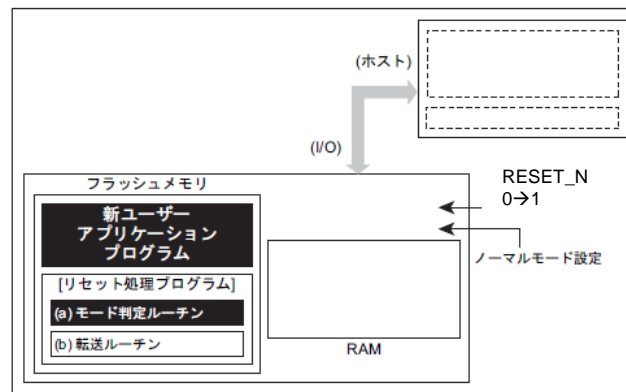 (ホスト)
(I/O)
RESET_N
0→1
ノーマルモード設定
フラッシュメモリ
新ユーザー
アプリケーション
プログラム
[リセット処理プログラム]
(a) モード判定ルーチン
(b) 転送ルーチン
RAM